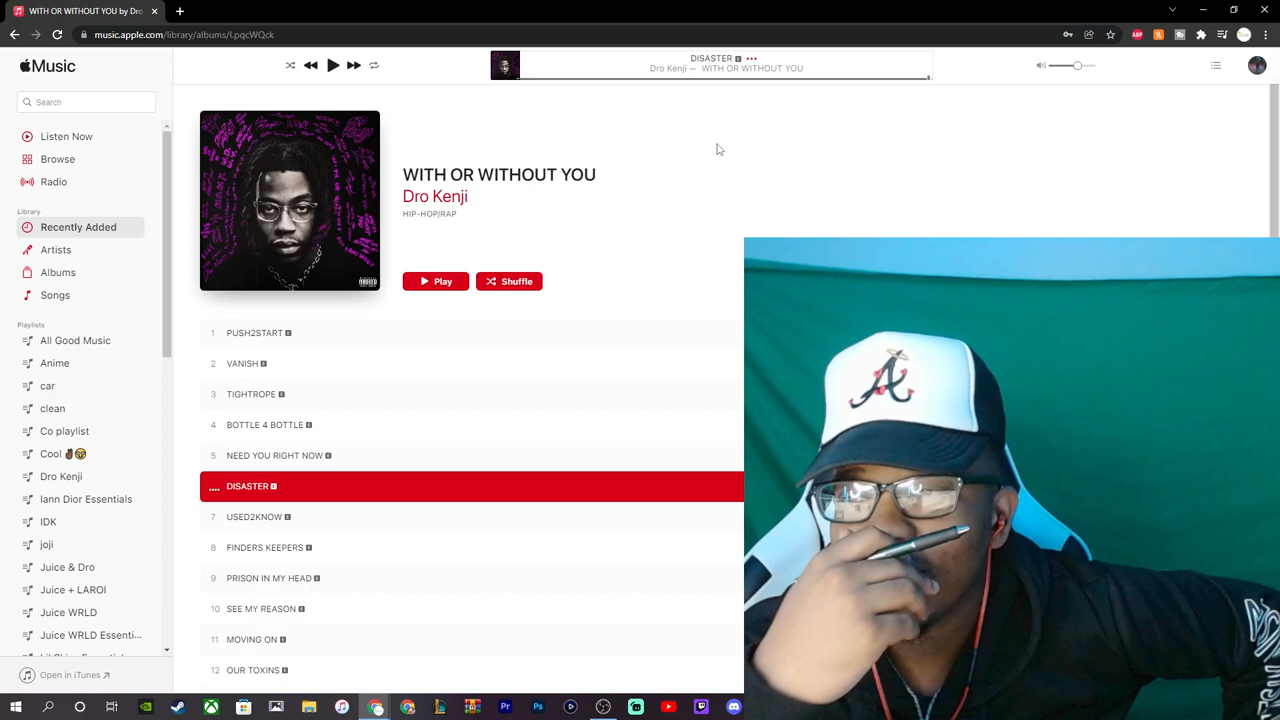 WITH OR WITHOUT YOU by Dro
music.apple.com/library/albums/l.pqcWQck
ABP
Music
DISASTER E •••
Dro Kenji — WITH OR WITHOUT YOU
Search
Listen Now
Browse
Radio
Library
Recently Added
Artists
Albums
Songs
Playlists
All Good Music
Anime
car
clean
Co playlist
Cool ✌🏾🤓
Dro Kenji
Iann Dior Essentials
IDK
joji
Juice & Dro
Juice + LAROI
Juice WRLD
Juice WRLD Essenti...
Open in iTunes ↗
WITH OR WITHOUT YOU
Dro Kenji
HIP-HOP/RAP
Play
Shuffle
1 PUSH2START E
2 VANISH E
3 TIGHTROPE E
4 BOTTLE 4 BOTTLE E
5 NEED YOU RIGHT NOW E
DISASTER E
7 USED2KNOW E
8 FINDERS KEEPERS E
9 PRISON IN MY HEAD E
10 SEE MY REASON E
11 MOVING ON E
12 OUR TOXINS E
A
Pr
Ps